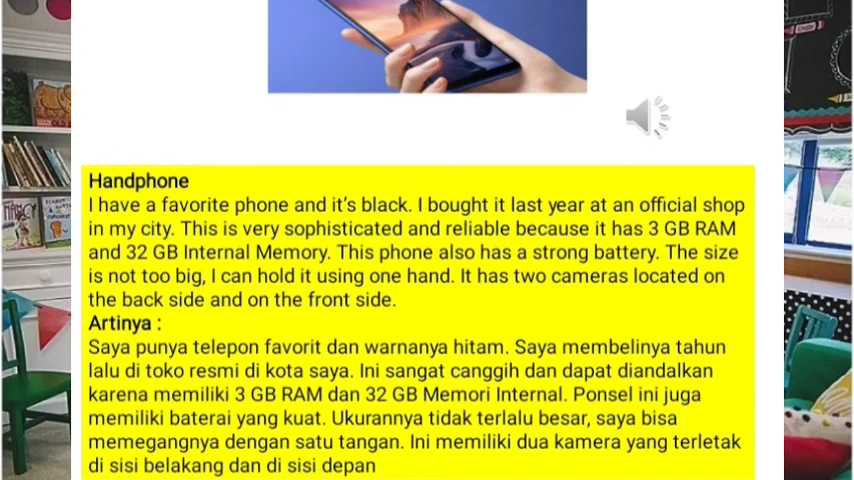 Handphone
I have a favorite phone and it’s black. I bought it last year at an official shop
in my city. This is very sophisticated and reliable because it has 3 GB RAM
and 32 GB Internal Memory. This phone also has a strong battery. The size
is not too big, I can hold it using one hand. It has two cameras located on
the back side and on the front side.
Artinya :
Saya punya telepon favorit dan warnanya hitam. Saya membelinya tahun
lalu di toko resmi di kota saya. Ini sangat canggih dan dapat diandalkan
karena memiliki 3 GB RAM dan 32 GB Memori Internal. Ponsel ini juga
memiliki baterai yang kuat. Ukurannya tidak terlalu besar, saya bisa
memegangnya dengan satu tangan. Ini memiliki dua kamera yang terletak
di sisi belakang dan di sisi depan